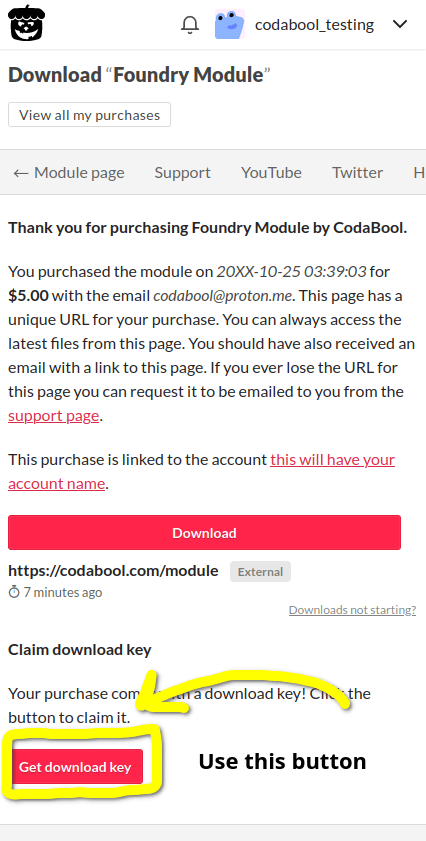 codabool_testing
Download “Foundry Module”
View all my purchases
← Module page Support YouTube Twitter H
Thank you for purchasing Foundry Module by CodaBool.
You purchased the module on 20XX-10-25 03:39:03 for
$5.00 with the email codabool@proton.me. This page has a
unique URL for your purchase. You can always access the
latest files from this page. You should have also received an
email with a link to this page. If you ever lose the URL for
this page you can request it to be emailed to you from the
support page.
This purchase is linked to the account this will have your
account name.
Download
https://codabool.com/module External
7 minutes ago
Downloads not starting?
Claim download key
Your purchase comes with a download key! Click the
button to claim it.
Get download key
Use this button